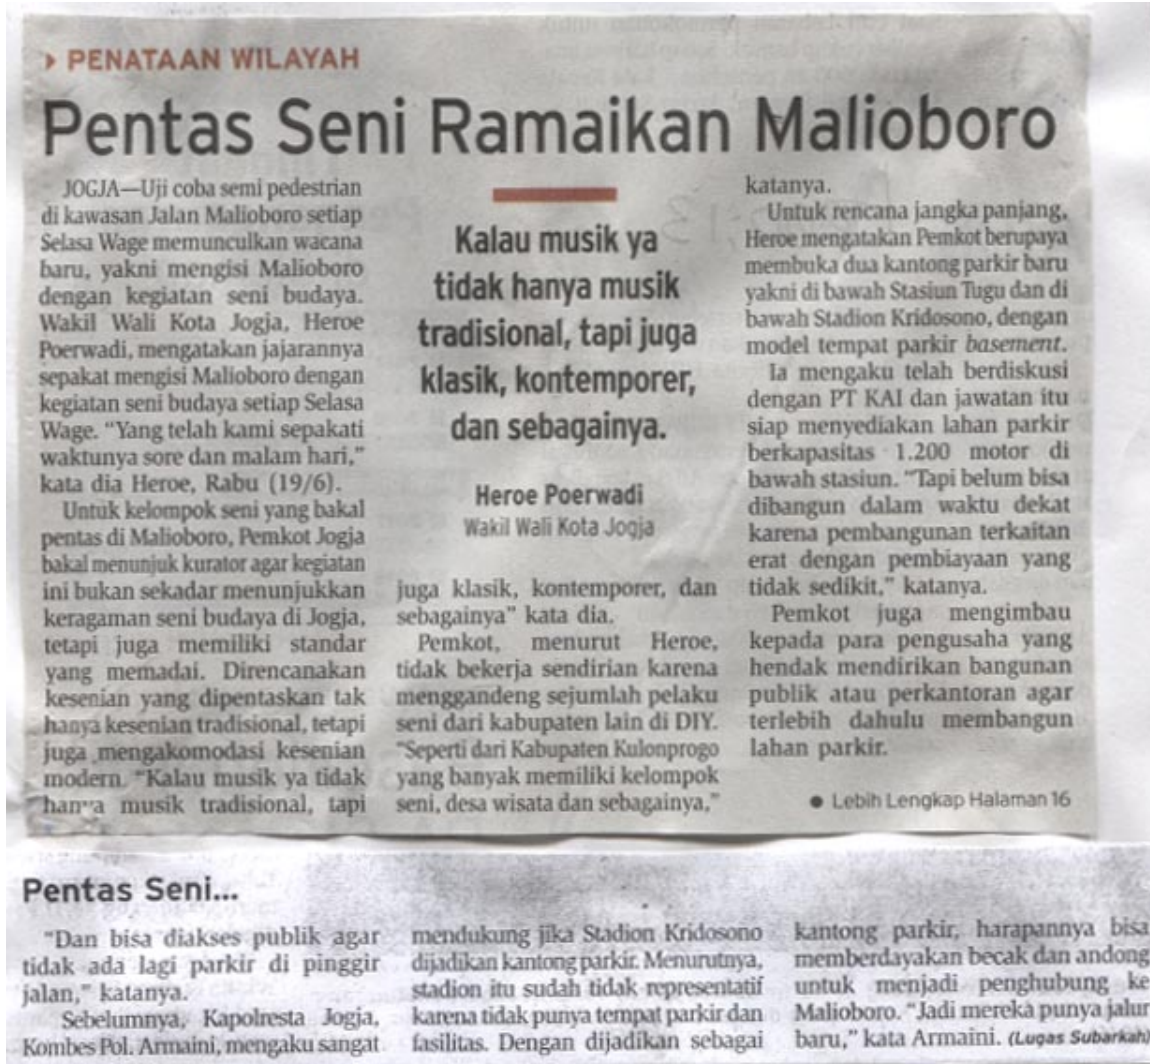 PENATAAN WILAYAH
Pentas Seni Ramaikan Malioboro
JOGJA—Uji coba semi pedestrian
di kawasan Jalan Malioboro setiap
Selasa Wage memunculkan wacana
baru, yakni mengisi Malioboro
dengan kegiatan seni budaya.
Wakil Wali Kota Jogja, Heroe
Poerwadi, mengatakan jajarannya
sepakat mengisi Malioboro dengan
kegiatan seni budaya setiap Selasa
Wage. “Yang telah kami sepakati
waktunya sore dan malam hari,”
kata dia Heroe, Rabu (19/6).
Untuk kelompok seni yang bakal
pentas di Malioboro, Pemkot Jogja
bakal menunjuk kurator agar kegiatan
ini bukan sekadar menunjukkan
keragaman seni budaya di Jogja,
tetapi juga memiliki standar
yang memadai. Direncanakan
kesenian yang dipentaskan tak
hanya kesenian tradisional, tetapi
juga mengakomodasi kesenian
modern. “Kalau musik ya tidak
hanya musik tradisional, tapi
Kalau musik ya
tidak hanya musik
tradisional, tapi juga
klasik, kontemporer,
dan sebagainya.
Heroe Poerwadi
Wakil Wali Kota Jogja
juga klasik, kontemporer, dan
sebagainya” kata dia.
Pemkot, menurut Heroe,
tidak bekerja sendirian karena
menggandeng sejumlah pelaku
seni dari kabupaten lain di DIY.
“Seperti dari Kabupaten Kulonprogo
yang banyak memiliki kelompok
seni, desa wisata dan sebagainya,”
katanya.
Untuk rencana jangka panjang,
Heroe mengatakan Pemkot berupaya
membuka dua kantong parkir baru
yakni di bawah Stasiun Tugu dan di
bawah Stadion Kridosono, dengan
model tempat parkir basement.
Ia mengaku telah berdiskusi
dengan PT KAI dan jawatan itu
siap menyediakan lahan parkir
berkapasitas 1.200 motor di
bawah stasiun. “Tapi belum bisa
dibangun dalam waktu dekat
karena pembangunan terkaitan
erat dengan pembiayaan yang
tidak sedikit,” katanya.
Pemkot juga mengimbau
kepada para pengusaha yang
hendak mendirikan bangunan
publik atau perkantoran agar
terlebih dahulu membangun
lahan parkir.
● Lebih Lengkap Halaman 16
Pentas Seni...
“Dan bisa diakses publik agar
tidak ada lagi parkir di pinggir
jalan,” katanya.
Sebelumnya, Kapolresta Jogja,
Kombes Pol. Armaini, mengaku sangat
mendukung jika Stadion Kridosono
dijadikan kantong parkir. Menurutnya,
stadion itu sudah tidak representatif
karena tidak punya tempat parkir dan
fasilitas. Dengan dijadikan sebagai
kantong parkir, harapannya bisa
memberdayakan becak dan andong
untuk menjadi penghubung ke
Malioboro. “Jadi mereka punya jalur
baru,” kata Armaini. (Lugas Subarkah)